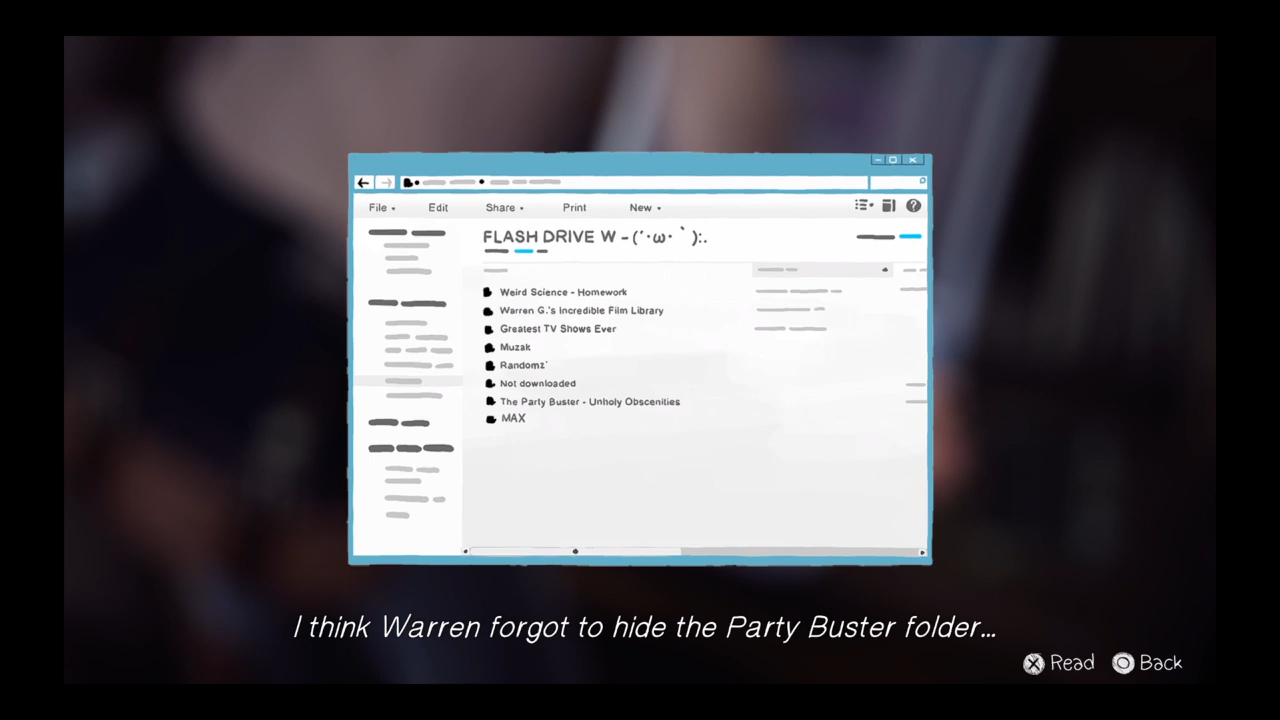 File Edit Share Print New
FLASH DRIVE W - (´･ω･`):.
Weird Science - Homework
Warren G.'s Incredible Film Library
Greatest TV Shows Ever
Muzak
Randomz'
Not downloaded
The Party Buster - Unholy Obscenities
MAX
I think Warren forgot to hide the Party Buster folder...
Read Back